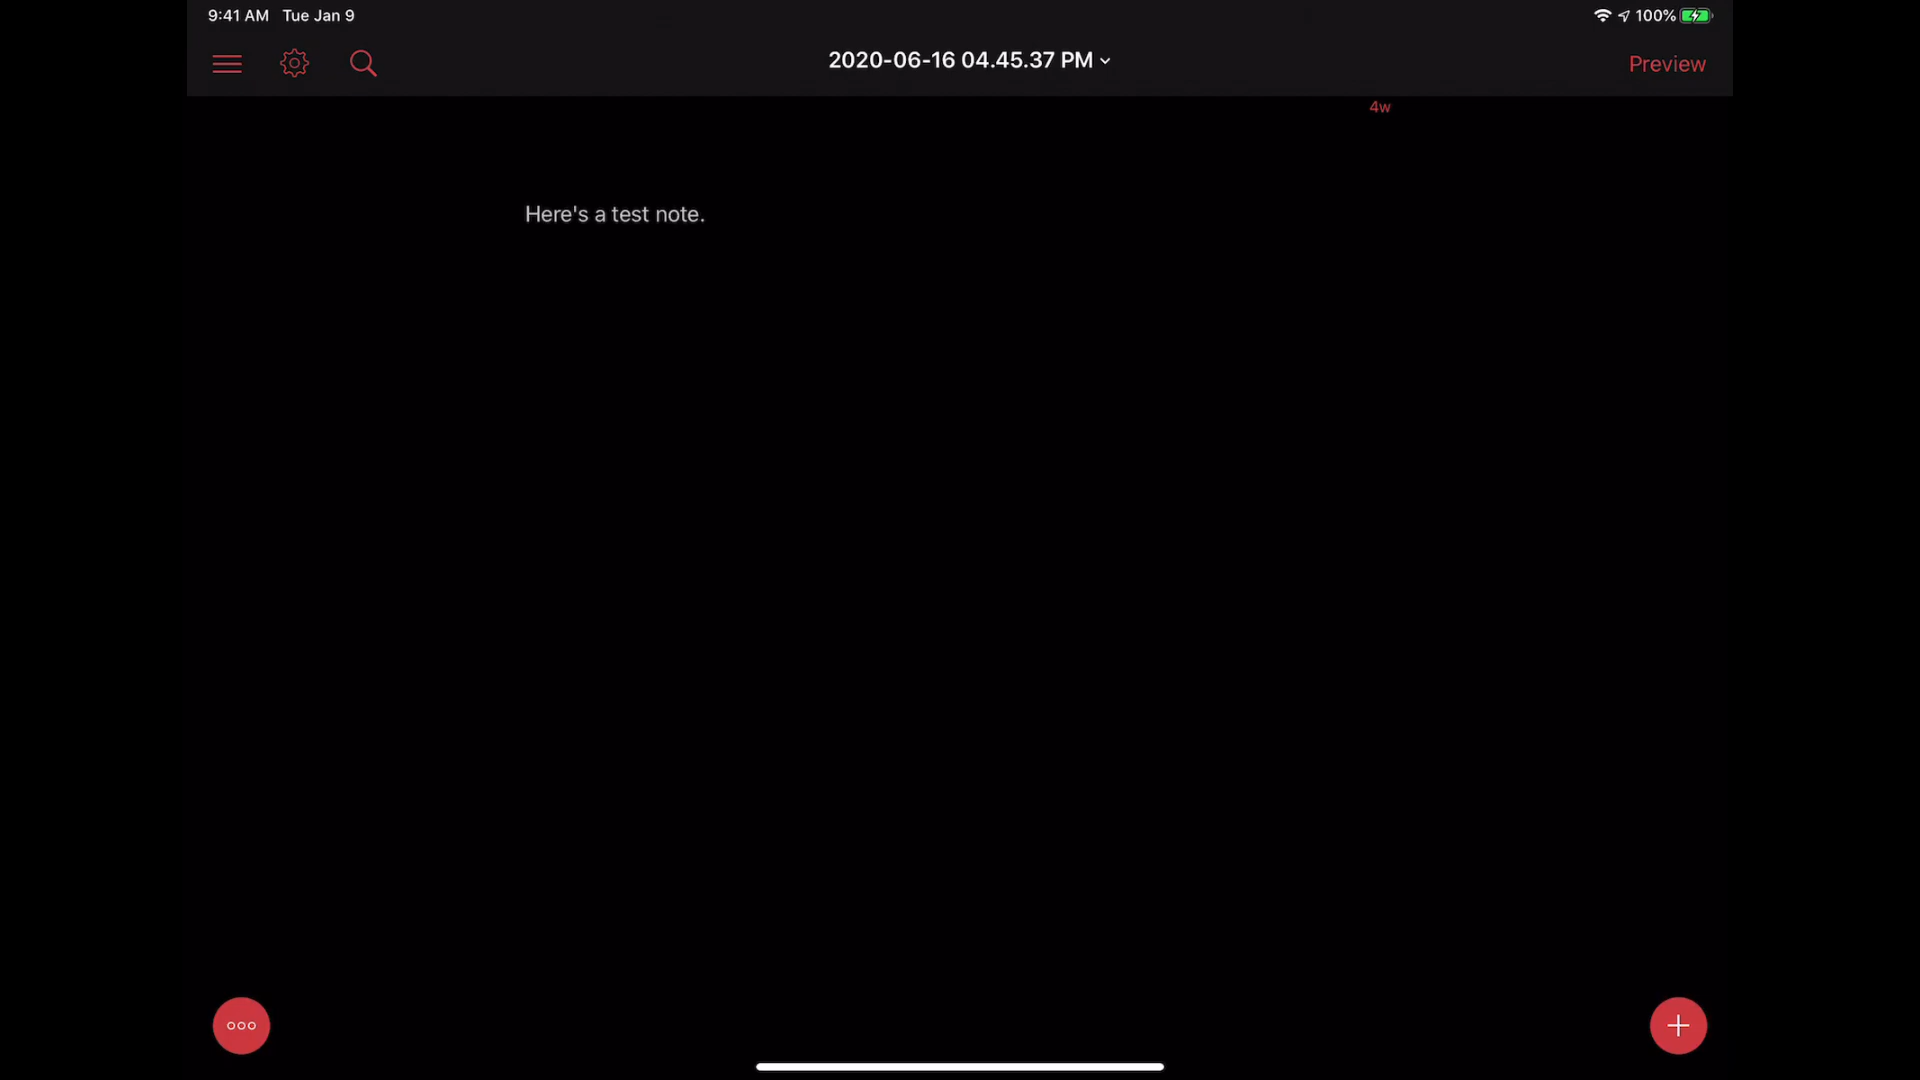 9:41 AM Tue Jan 9
100%
2020-06-16 04.45.37 PM
Preview
4w
Here's a test note.